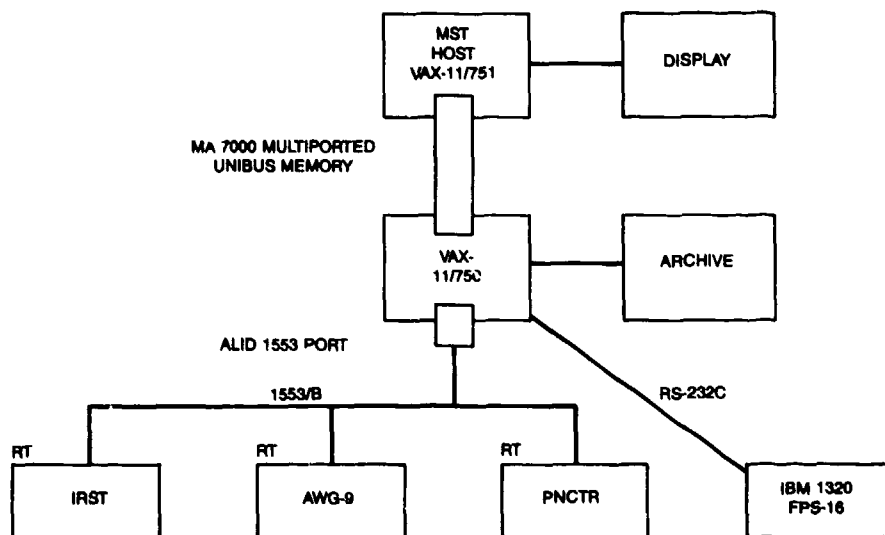 MST
HOST
VAX-11/751
DISPLAY
MA 7000 MULTIPORTED
UNIBUS MEMORY
VAX-
11/750
ARCHIVE
ALID 1553 PORT
1553/B
RS-232C
RT
RT
RT
IRST
AWG-9
PNCTR
IBM 1320
FPS-16